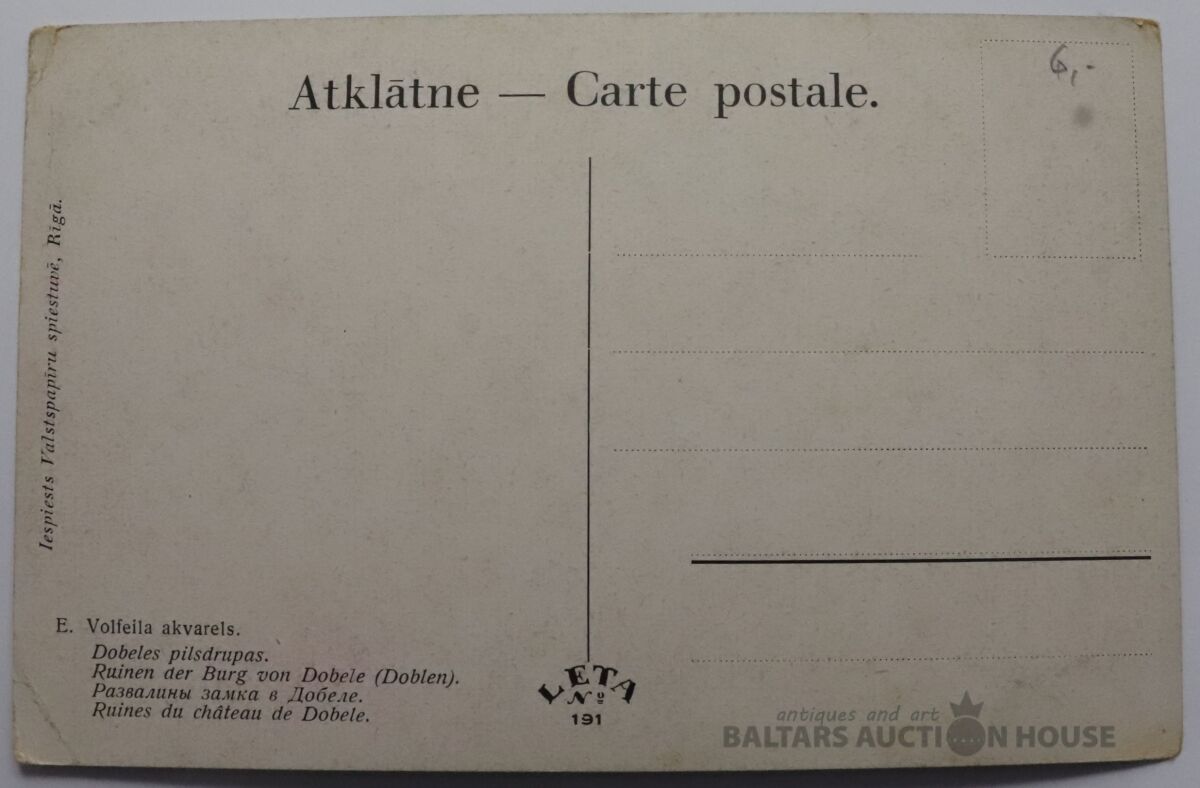 Atklātne — Carte postale.
6,-
Iespiests Valstspapīru spiestuvē, Rīgā.
E. Volfeila akvarels.
Dobeles pilsdrupas.
Ruinen der Burg von Dobele (Doblen).
Развалины замка в Добеле.
Ruines du château de Dobele.
LETA
№
191
antiques and art
BALTARS AUCTION HOUSE